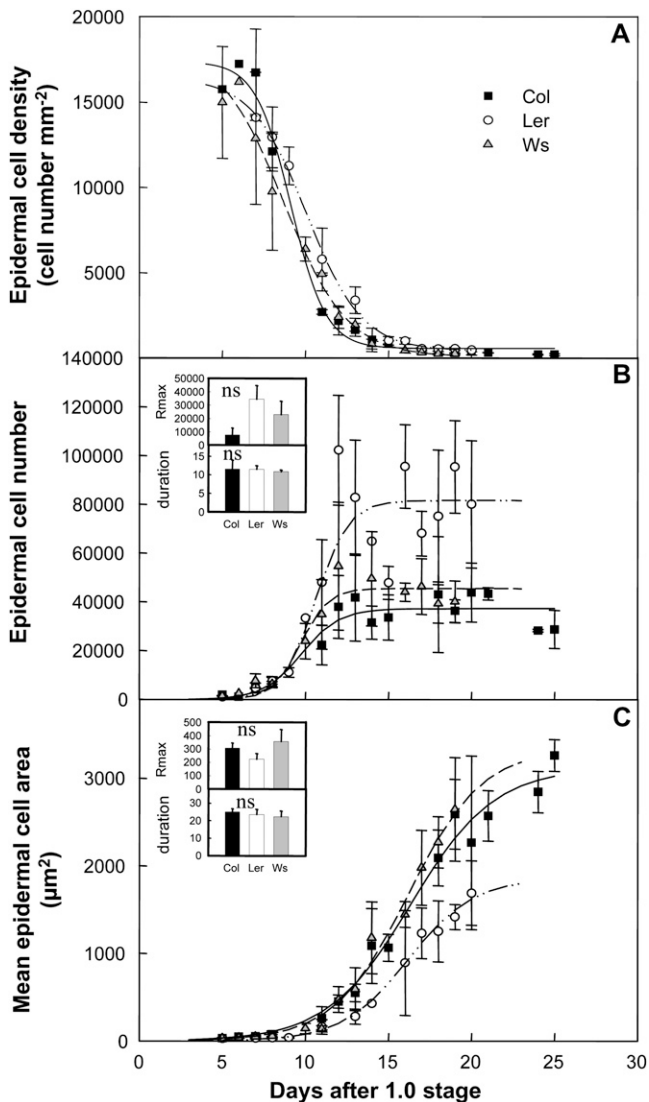 A
20000
15000
10000
5000
Epidermal cell density
(cell number mm⁻²)
Col
Ler
Ws
B
140000
120000
100000
80000
60000
40000
20000
0
Epidermal cell number
50000
40000
30000
20000
10000
0
Rmax
ns
15
10
5
0
duration
ns
Col Ler Ws
C
3000
2000
1000
0
Mean epidermal cell area
(µm²)
500
400
300
200
100
0
Rmax
ns
30
20
10
0
duration
ns
Col Ler Ws
0 5 10 15 20 25 30
Days after 1.0 stage